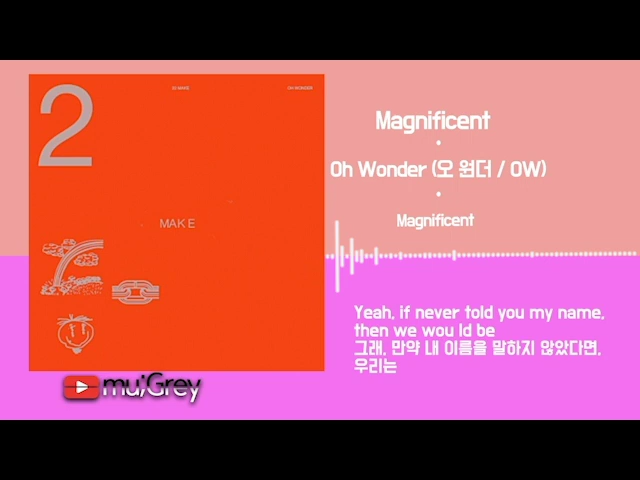 2
02 MAKE
OH WONDER
MAKE
Magnificent
Oh Wonder (오 원더 / OW)
Magnificent
Yeah, if never told you my name,
then we wou ld be
그래, 만약 내 이름을 말하지 않았다면,
우리는
mu;Grey